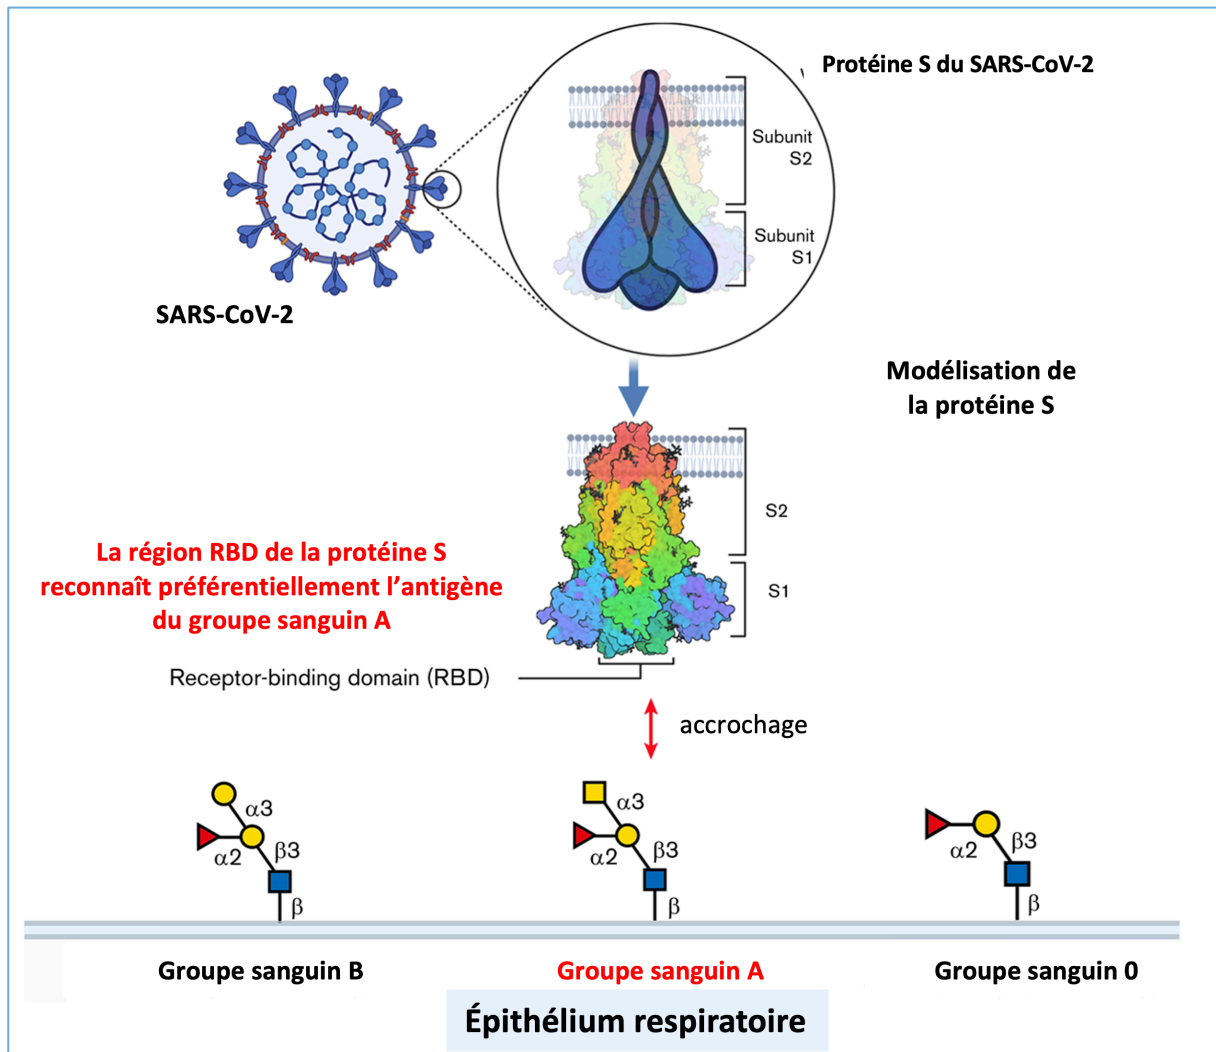 Protéine S du SARS-CoV-2
Subunit
S2
Subunit
S1
SARS-CoV-2
Modélisation de
la protéine S
S2
La région RBD de la protéine S
reconnaît préférentiellement l’antigène
du groupe sanguin A
S1
Receptor-binding domain (RBD)
accrochage
α3
α2
β3
β
α3
α2
β3
β
α2
β3
β
Groupe sanguin B
Groupe sanguin A
Groupe sanguin 0
Épithélium respiratoire